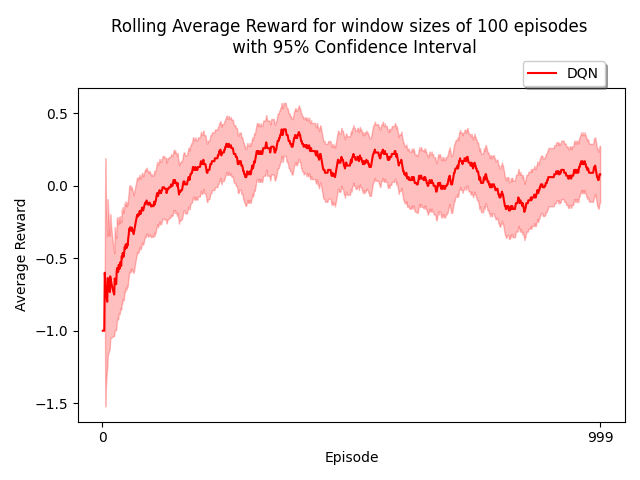 Rolling Average Reward for window sizes of 100 episodes
with 95% Confidence Interval
DQN
0.5
0.0
−0.5
−1.0
−1.5
Average Reward
0
999
Episode